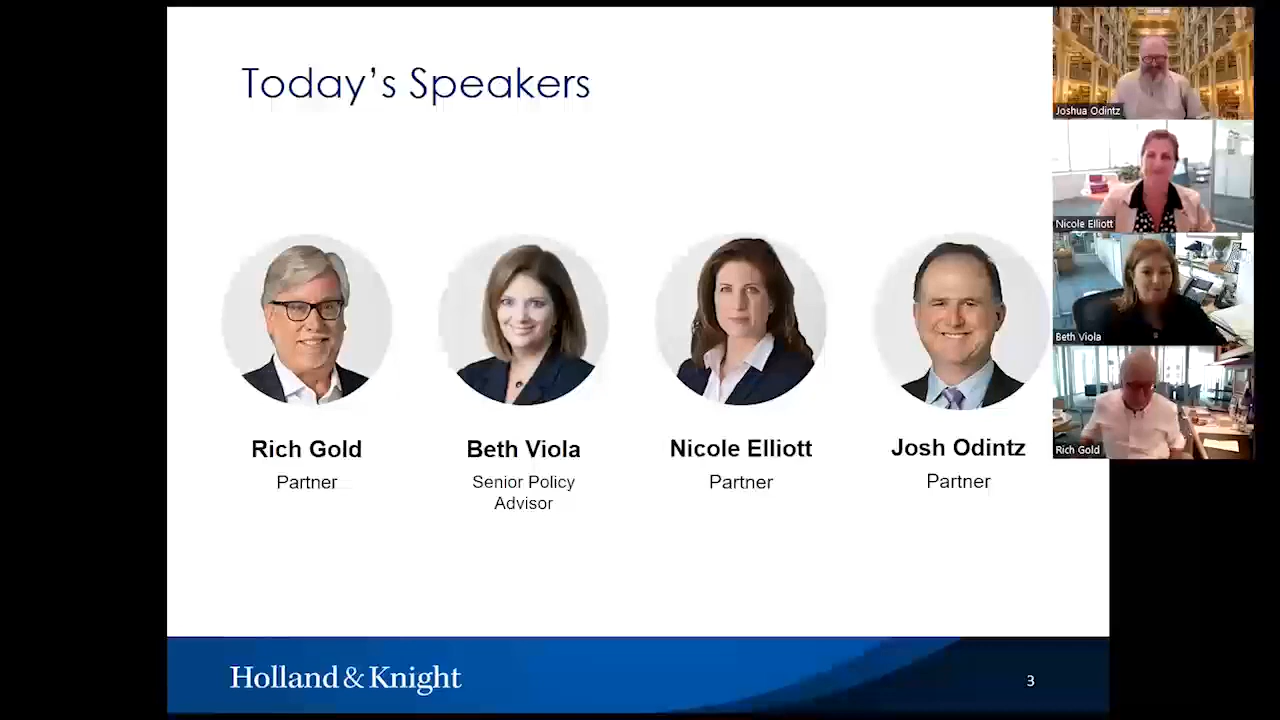 Today's Speakers
Rich Gold
Partner
Beth Viola
Senior Policy
Advisor
Nicole Elliott
Partner
Josh Odintz
Partner
Joshua Odintz
Nicole Elliott
Beth Viola
Rich Gold
Holland & Knight
3